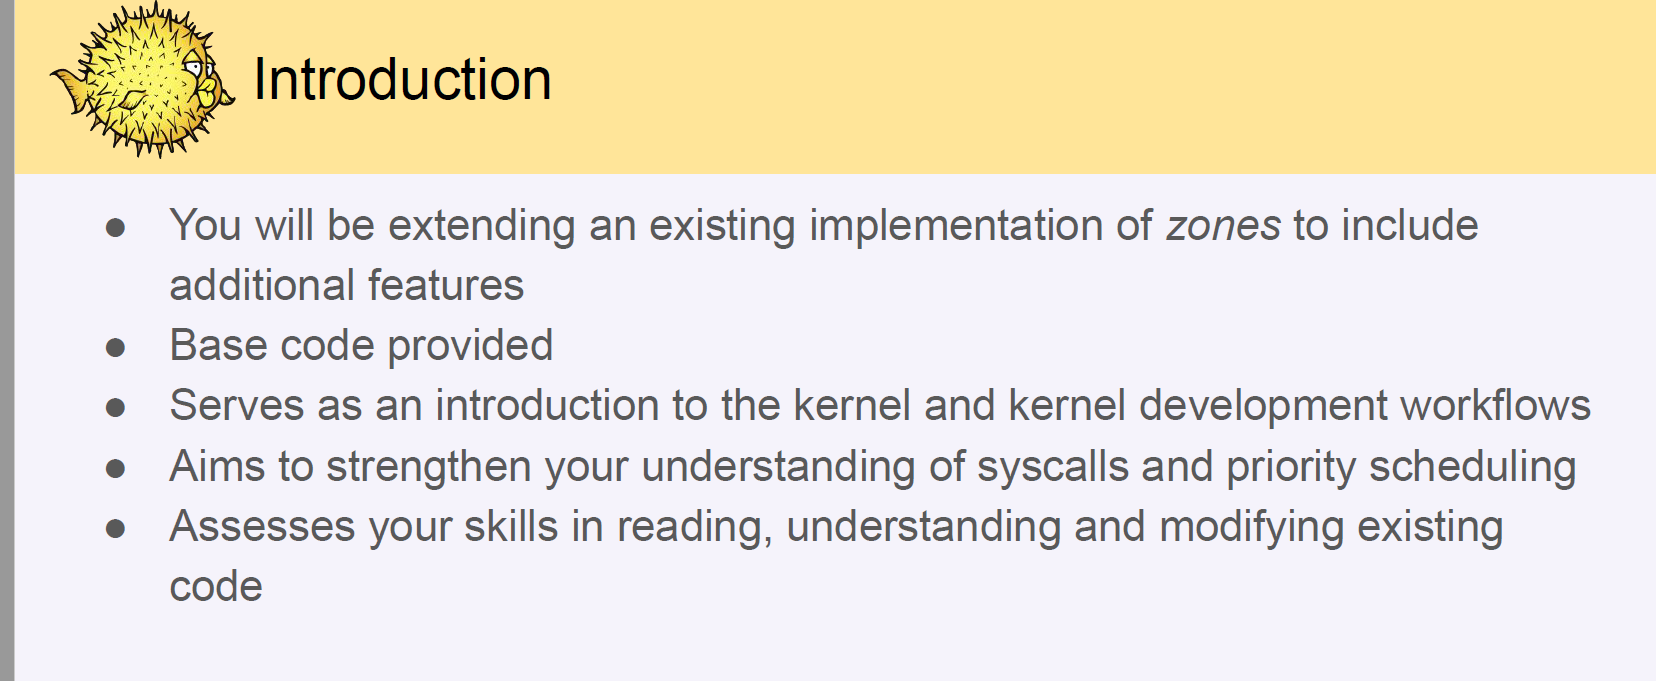 Introduction
● You will be extending an existing implementation of zones to include
additional features
● Base code provided
● Serves as an introduction to the kernel and kernel development workflows
● Aims to strengthen your understanding of syscalls and priority scheduling
● Assesses your skills in reading, understanding and modifying existing
code